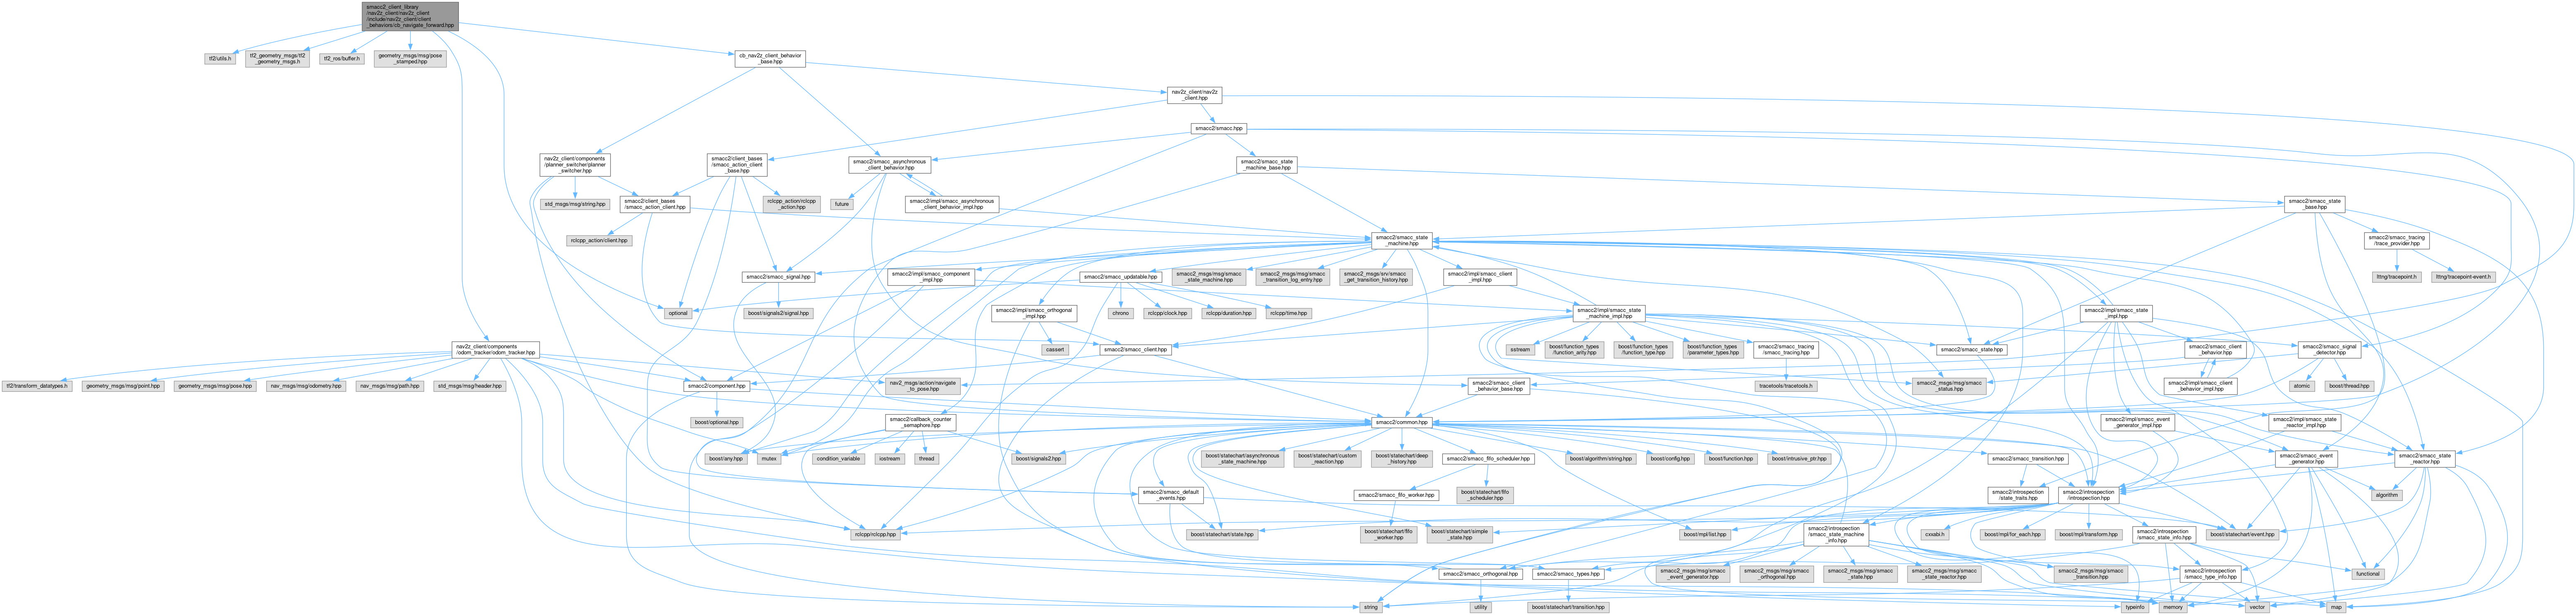 smacc2_client_library
/nav2z_client/nav2z_client
/include/nav2z_client/client
_behaviors/cb_navigate_forward.hpp
tf2/utils.h
tf2_geometry_msgs/tf2
_geometry_msgs.h
tf2_ros/buffer.h
geometry_msgs/msg/pose
_stamped.hpp
cb_nav2z_client_behavior
_base.hpp
nav2z_client/nav2z
_client.hpp
smacc2/smacc.hpp
nav2z_client/components
/planner_switcher/planner
_switcher.hpp
smacc2/client_bases
/smacc_action_client
_base.hpp
smacc2/smacc_asynchronous
_client_behavior.hpp
smacc2/smacc_state
_machine_base.hpp
std_msgs/msg/string.hpp
smacc2/client_bases
/smacc_action_client.hpp
rclcpp_action/rclcpp
_action.hpp
future
smacc2/impl/smacc_asynchronous
_client_behavior_impl.hpp
smacc2/smacc_state
_base.hpp
rclcpp_action/client.hpp
smacc2/smacc_state
_machine.hpp
smacc2/smacc_tracing
/trace_provider.hpp
smacc2/smacc_signal.hpp
smacc2/impl/smacc_component
_impl.hpp
smacc2/smacc_updatable.hpp
smacc2_msgs/msg/smacc
_state_machine.hpp
smacc2_msgs/msg/smacc
_transition_log_entry.hpp
smacc2_msgs/srv/smacc
_get_transition_history.hpp
smacc2/impl/smacc_client
_impl.hpp
lttng/tracepoint.h
lttng/tracepoint-event.h
optional
boost/signals2/signal.hpp
smacc2/impl/smacc_orthogonal
_impl.hpp
chrono
rclcpp/clock.hpp
rclcpp/duration.hpp
rclcpp/time.hpp
smacc2/impl/smacc_state
_machine_impl.hpp
smacc2/impl/smacc_state
_impl.hpp
nav2z_client/components
/odom_tracker/odom_tracker.hpp
cassert
smacc2/smacc_client.hpp
sstream
boost/function_types
/function_arity.hpp
boost/function_types
/function_type.hpp
boost/function_types
/parameter_types.hpp
smacc2/smacc_tracing
/smacc_tracing.hpp
smacc2/smacc_state.hpp
smacc2/smacc_client
_behavior.hpp
smacc2/smacc_signal
_detector.hpp
tf2/transform_datatypes.h
geometry_msgs/msg/point.hpp
geometry_msgs/msg/pose.hpp
nav_msgs/msg/odometry.hpp
nav_msgs/msg/path.hpp
std_msgs/msg/header.hpp
smacc2/component.hpp
nav2_msgs/action/navigate
_to_pose.hpp
smacc2/smacc_client
_behavior_base.hpp
tracetools/tracetools.h
smacc2_msgs/msg/smacc
_status.hpp
smacc2/impl/smacc_client
_behavior_impl.hpp
atomic
boost/thread.hpp
boost/optional.hpp
smacc2/callback_counter
_semaphore.hpp
smacc2/common.hpp
smacc2/impl/smacc_event
_generator_impl.hpp
smacc2/impl/smacc_state
_reactor_impl.hpp
boost/any.hpp
mutex
condition_variable
iostream
thread
boost/signals2.hpp
boost/statechart/asynchronous
_state_machine.hpp
boost/statechart/custom
_reaction.hpp
boost/statechart/deep
_history.hpp
smacc2/smacc_fifo_scheduler.hpp
boost/algorithm/string.hpp
boost/config.hpp
boost/function.hpp
boost/intrusive_ptr.hpp
smacc2/smacc_transition.hpp
smacc2/smacc_event
_generator.hpp
smacc2/smacc_state
_reactor.hpp
smacc2/smacc_default
_events.hpp
smacc2/smacc_fifo_worker.hpp
boost/statechart/fifo
_scheduler.hpp
smacc2/introspection
/state_traits.hpp
smacc2/introspection
/introspection.hpp
algorithm
rclcpp/rclcpp.hpp
boost/statechart/state.hpp
boost/statechart/fifo
_worker.hpp
boost/statechart/simple
_state.hpp
boost/mpl/list.hpp
smacc2/introspection
/smacc_state_machine
_info.hpp
cxxabi.h
boost/mpl/for_each.hpp
boost/mpl/transform.hpp
smacc2/introspection
/smacc_state_info.hpp
boost/statechart/event.hpp
smacc2/smacc_orthogonal.hpp
smacc2/smacc_types.hpp
smacc2_msgs/msg/smacc
_event_generator.hpp
smacc2_msgs/msg/smacc
_orthogonal.hpp
smacc2_msgs/msg/smacc
_state.hpp
smacc2_msgs/msg/smacc
_state_reactor.hpp
smacc2_msgs/msg/smacc
_transition.hpp
smacc2/introspection
/smacc_type_info.hpp
functional
string
utility
boost/statechart/transition.hpp
typeinfo
memory
vector
map